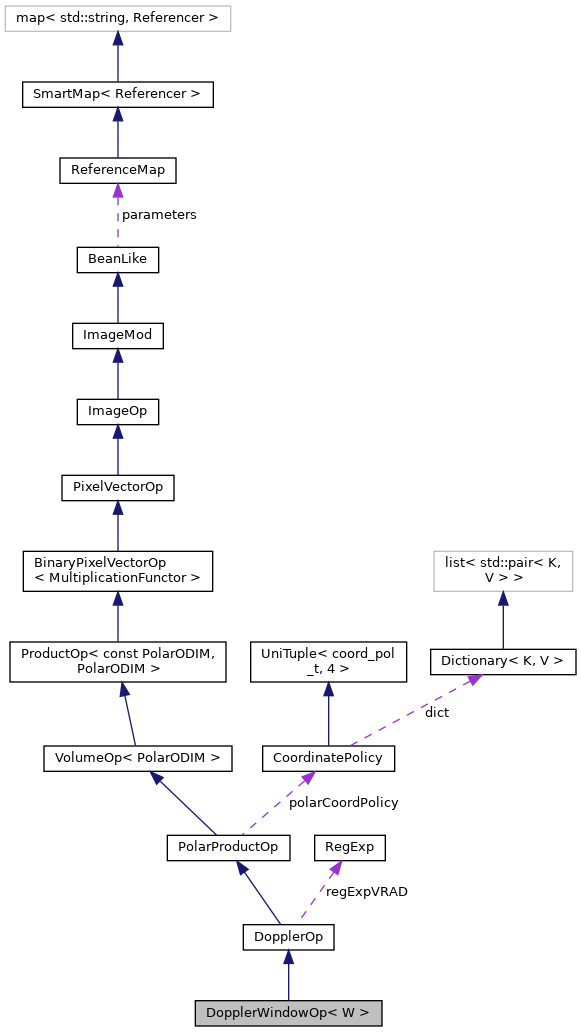 map< std::string, Referencer >
SmartMap< Referencer >
ReferenceMap
parameters
BeanLike
ImageMod
ImageOp
PixelVectorOp
BinaryPixelVectorOp
< MultiplicationFunctor >
list< std::pair< K,
V > >
ProductOp< const PolarODIM,
PolarODIM >
UniTuple< coord_pol
_t, 4 >
Dictionary< K, V >
dict
VolumeOp< PolarODIM >
CoordinatePolicy
polarCoordPolicy
PolarProductOp
RegExp
regExpVRAD
DopplerOp
DopplerWindowOp< W >